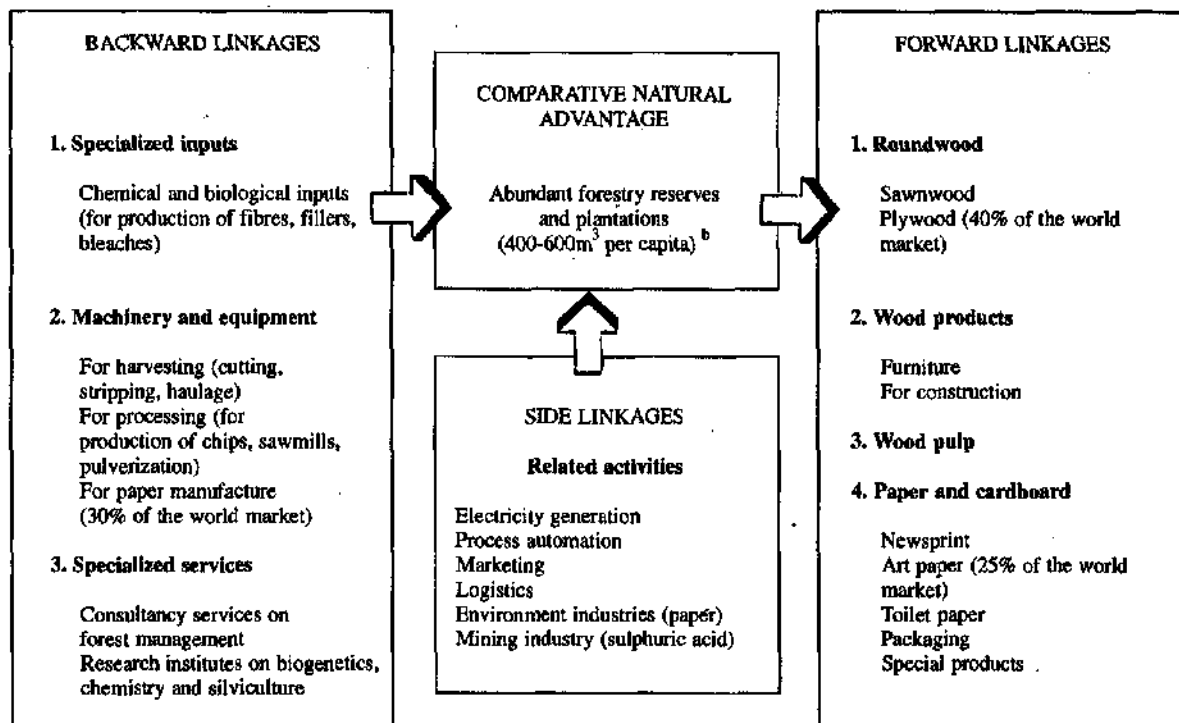 BACKWARD LINKAGES
1. Specialized inputs
Chemical and biological inputs
(for production of fibres, fillers,
bleaches)
2. Machinery and equipment
For harvesting (cutting,
stripping, haulage)
For processing (for
production of chips, sawmills,
pulverization)
For paper manufacture
(30% of the world market)
3. Specialized services
Consultancy services on
forest management
Research institutes on biogenetics,
chemistry and silviculture
COMPARATIVE NATURAL
ADVANTAGE
Abundant forestry reserves
and plantations
(400-600m³ per capita) ᵇ
SIDE LINKAGES
Related activities
Electricity generation
Process automation
Marketing
Logistics
Environment industries (paper)
Mining industry (sulphuric acid)
FORWARD LINKAGES
1. Roundwood
Sawnwood
Plywood (40% of the world
market)
2. Wood products
Furniture
For construction
3. Wood pulp
4. Paper and cardboard
Newsprint
Art paper (25% of the world
market)
Toilet paper
Packaging
Special products